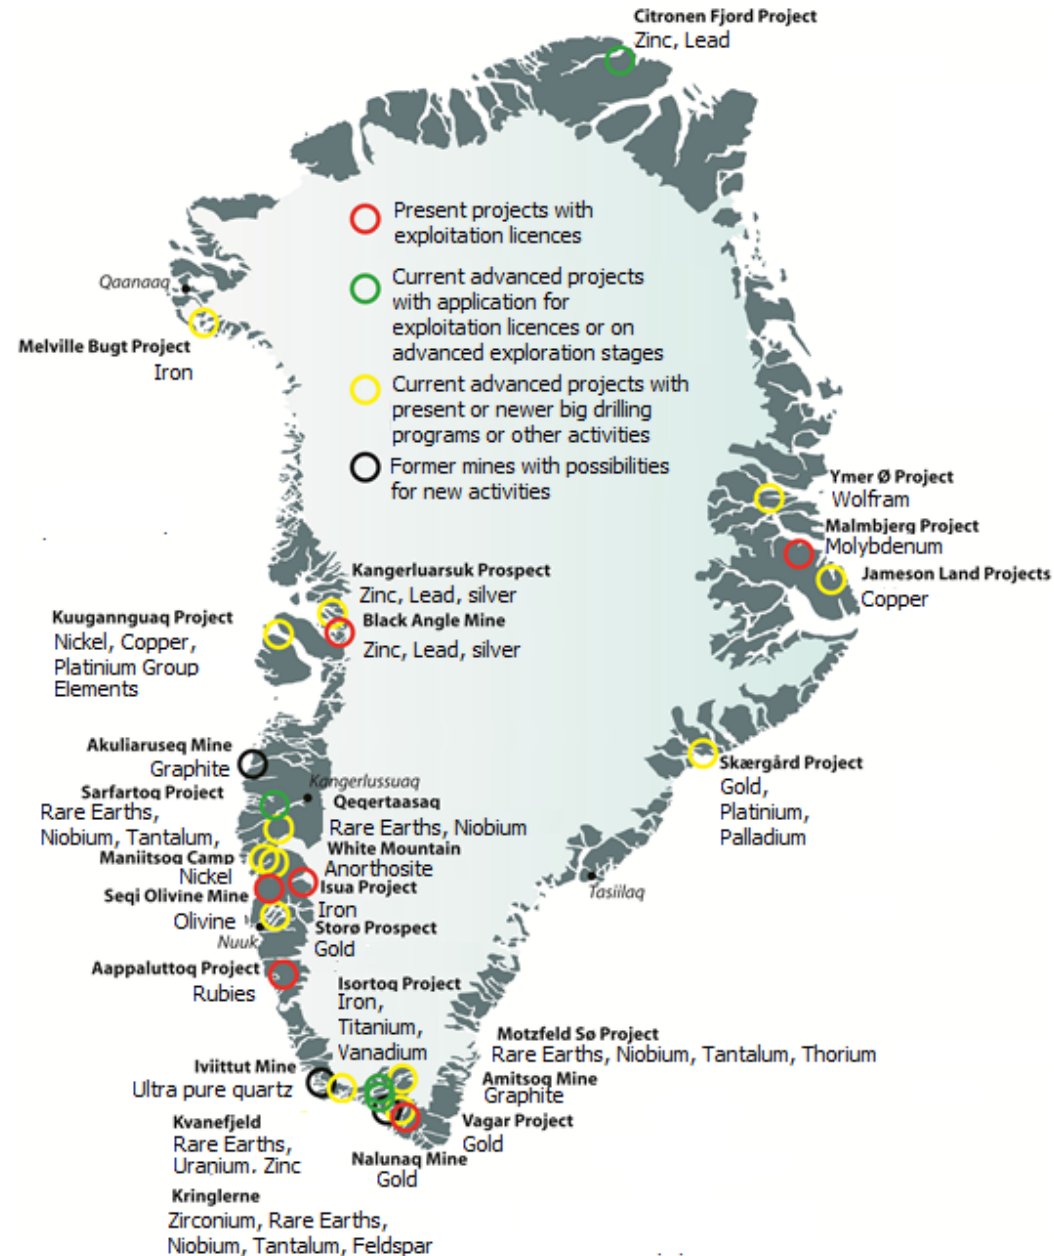 Citronen Fjord Project
Zinc, Lead
Present projects with
exploitation licences
Current advanced projects
with application for
exploitation licences or on
advanced exploration stages
Current advanced projects with
present or newer big drilling
programs or other activities
Former mines with possibilities
for new activities
Qaanaaq
Melville Bugt Project
Iron
Ymer Ø Project
Wolfram
Malmbjerg Project
Molybdenum
Jameson Land Projects
Copper
Kangerluarsuk Prospect
Zinc, Lead, silver
Black Angle Mine
Zinc, Lead, silver
Kuugannguaq Project
Nickel, Copper,
Platinium Group
Elements
Akuliaruseq Mine
Graphite
Kangerlussuaq
Sarfartoq Project
Rare Earths,
Niobium, Tantalum,
Qeqertaasaq
Rare Earths, Niobium
White Mountain
Anorthosite
Maniitsoq Camp
Nickel
Isua Project
Iron
Seqi Olivine Mine
Olivine
Storø Prospect
Gold
Nuuk
Skærgård Project
Gold,
Platinium,
Palladium
Tasiilaq
Aappaluttoq Project
Rubies
Isortoq Project
Iron,
Titanium,
Vanadium
Motzfeld Sø Project
Rare Earths, Niobium, Tantalum, Thorium
Iviittut Mine
Ultra pure quartz
Amitsoq Mine
Graphite
Kvanefjeld
Rare Earths,
Uranium. Zinc
Vagar Project
Gold
Nalunaq Mine
Gold
Kringlerne
Zirconium, Rare Earths,
Niobium, Tantalum, Feldspar